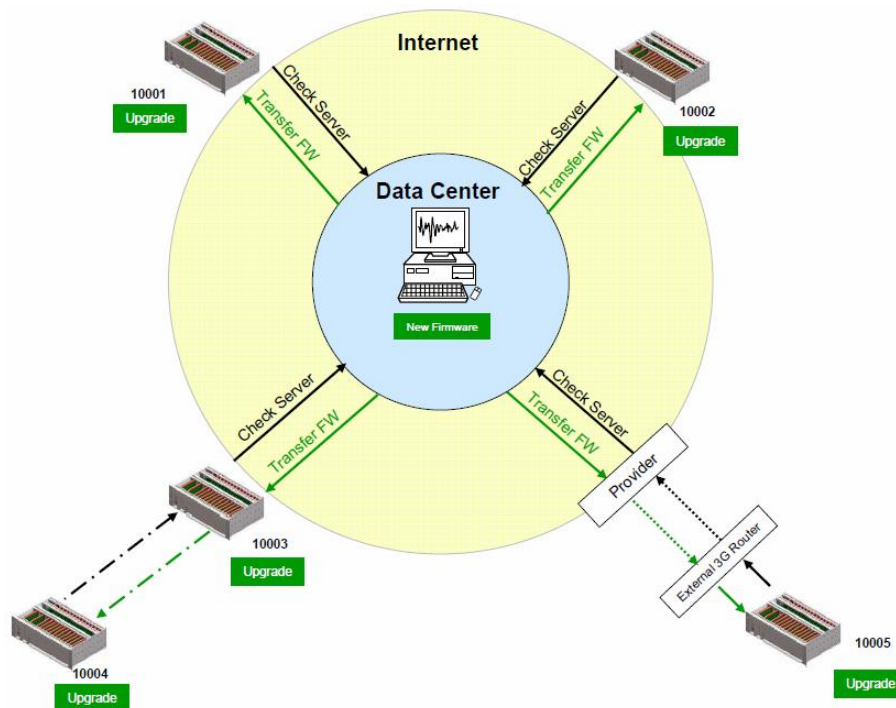 Internet
10001
Upgrade
Check Server
Transfer FW
10002
Upgrade
Check Server
Transfer FW
Data Center
New Firmware
Check Server
Transfer FW
Check Server
Transfer FW
Provider
External 3G Router
10003
Upgrade
10004
Upgrade
10005
Upgrade